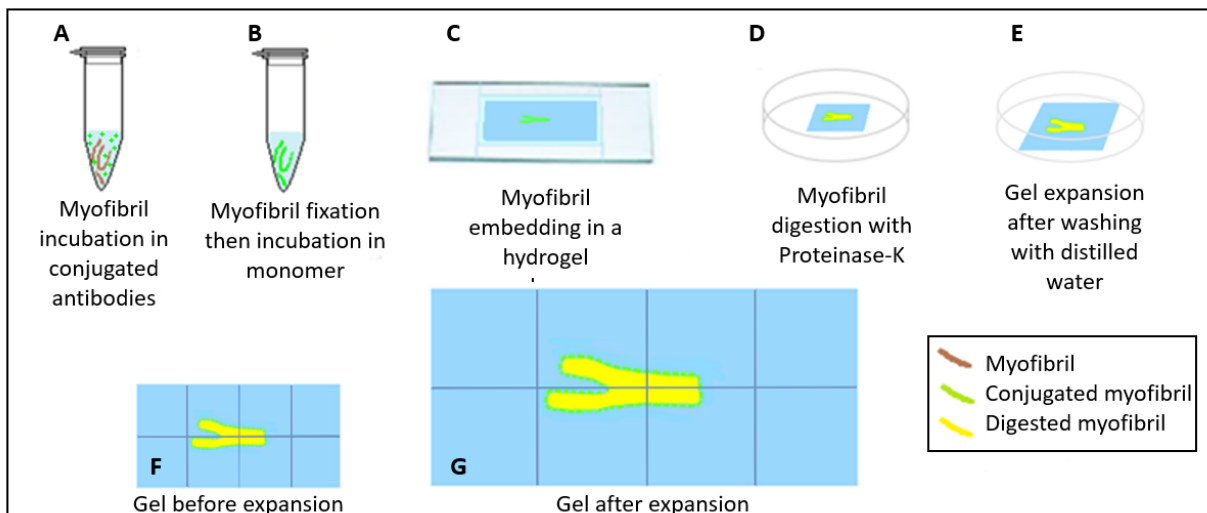 A
B
C
D
E
Myofibril
incubation in
conjugated
antibodies
Myofibril fixation
then incubation in
monomer
Myofibril
embedding in a
hydrogel
Myofibril
digestion with
Proteinase-K
Gel expansion
after washing
with distilled
water
Myofibril
Conjugated myofibril
Digested myofibril
F
Gel before expansion
G
Gel after expansion